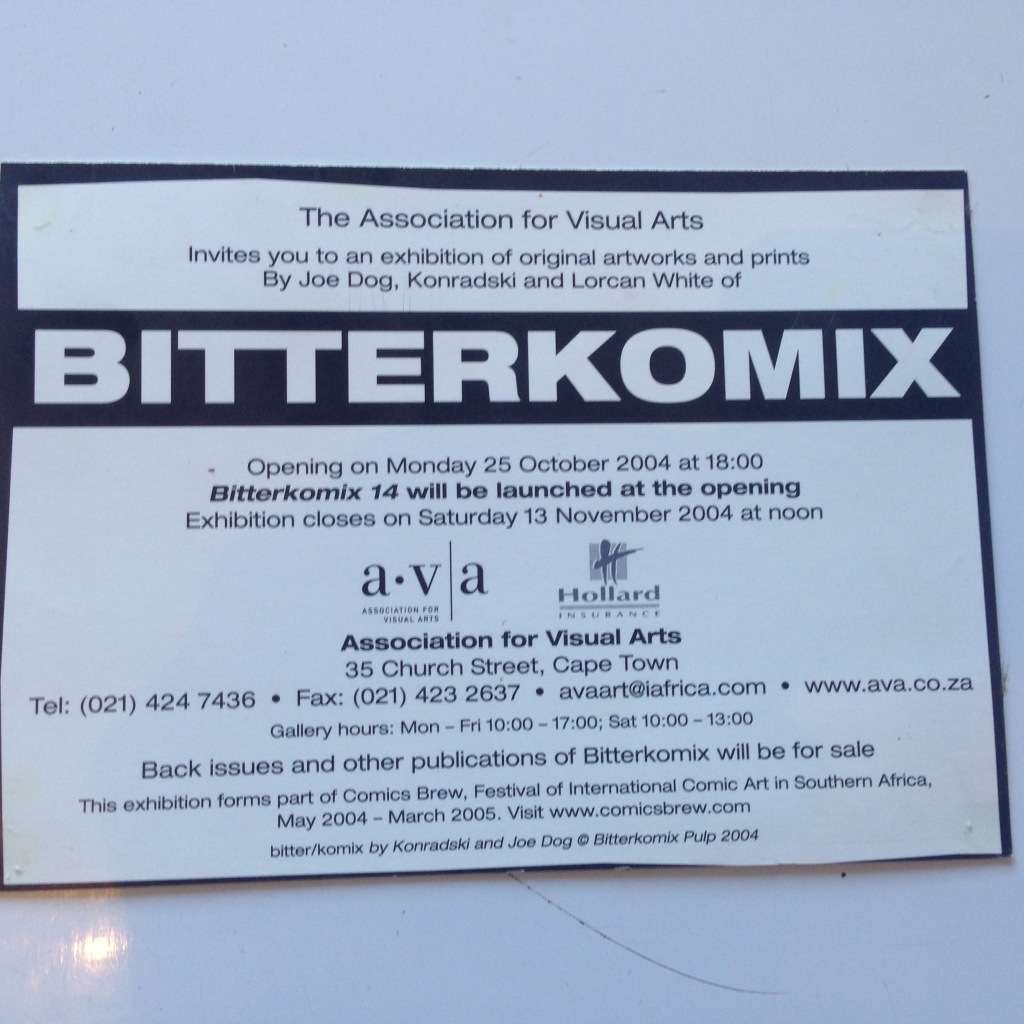 The Association for Visual Arts
Invites you to an exhibition of original artworks and prints
By Joe Dog, Konradski and Lorcan White of
BITTERKOMIX
Opening on Monday 25 October 2004 at 18:00
Bitterkomix 14 will be launched at the opening
Exhibition closes on Saturday 13 November 2004 at noon
a·v|a
ASSOCIATION FOR
VISUAL ARTS
Hollard
INSURANCE
Association for Visual Arts
35 Church Street, Cape Town
Tel: (021) 424 7436 • Fax: (021) 423 2637 • avaart@iafrica.com • www.ava.co.za
Gallery hours: Mon – Fri 10:00 – 17:00; Sat 10:00 – 13:00
Back issues and other publications of Bitterkomix will be for sale
This exhibition forms part of Comics Brew, Festival of International Comic Art in Southern Africa,
May 2004 – March 2005. Visit www.comicsbrew.com
bitter/komix by Konradski and Joe Dog © Bitterkomix Pulp 2004